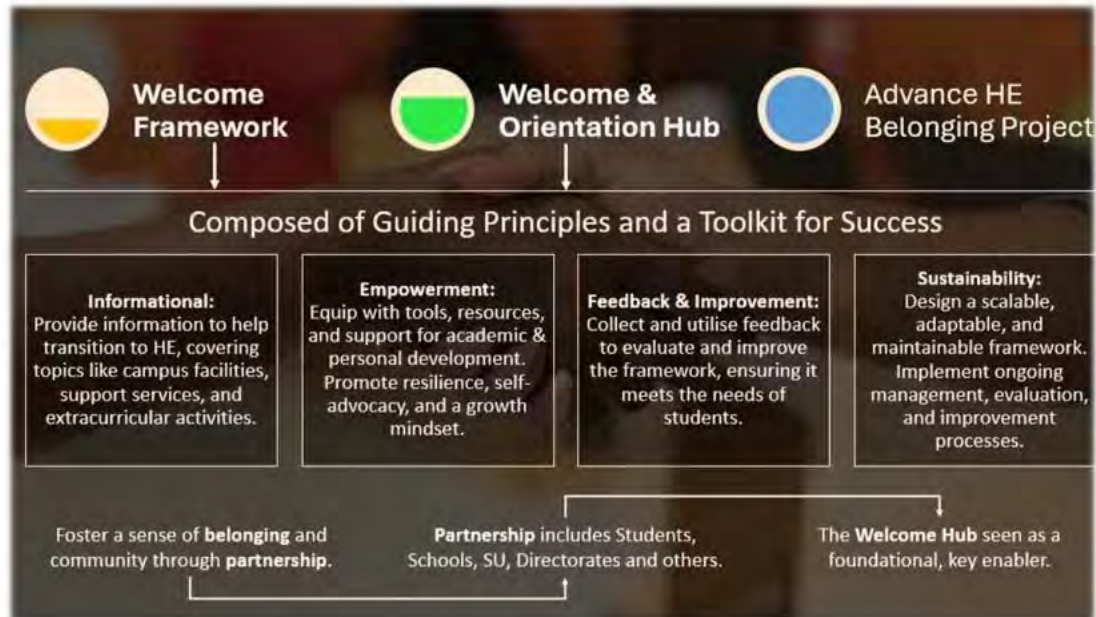 Welcome
Framework
Welcome &
Orientation Hub
Advance HE
Belonging Project
Composed of Guiding Principles and a Toolkit for Success
Informational:
Provide information to help
transition to HE, covering
topics like campus facilities,
support services, and
extracurricular activities.
Empowerment:
Equip with tools, resources,
and support for academic &
personal development.
Promote resilience, self-
advocacy, and a growth
mindset.
Feedback & Improvement:
Collect and utilise feedback
to evaluate and improve
the framework, ensuring it
meets the needs of
students.
Sustainability:
Design a scalable,
adaptable, and
maintainable framework.
Implement ongoing
management, evaluation,
and improvement
processes.
Foster a sense of belonging and
community through partnership.
Partnership includes Students,
Schools, SU, Directorates and others.
The Welcome Hub seen as a
foundational, key enabler.